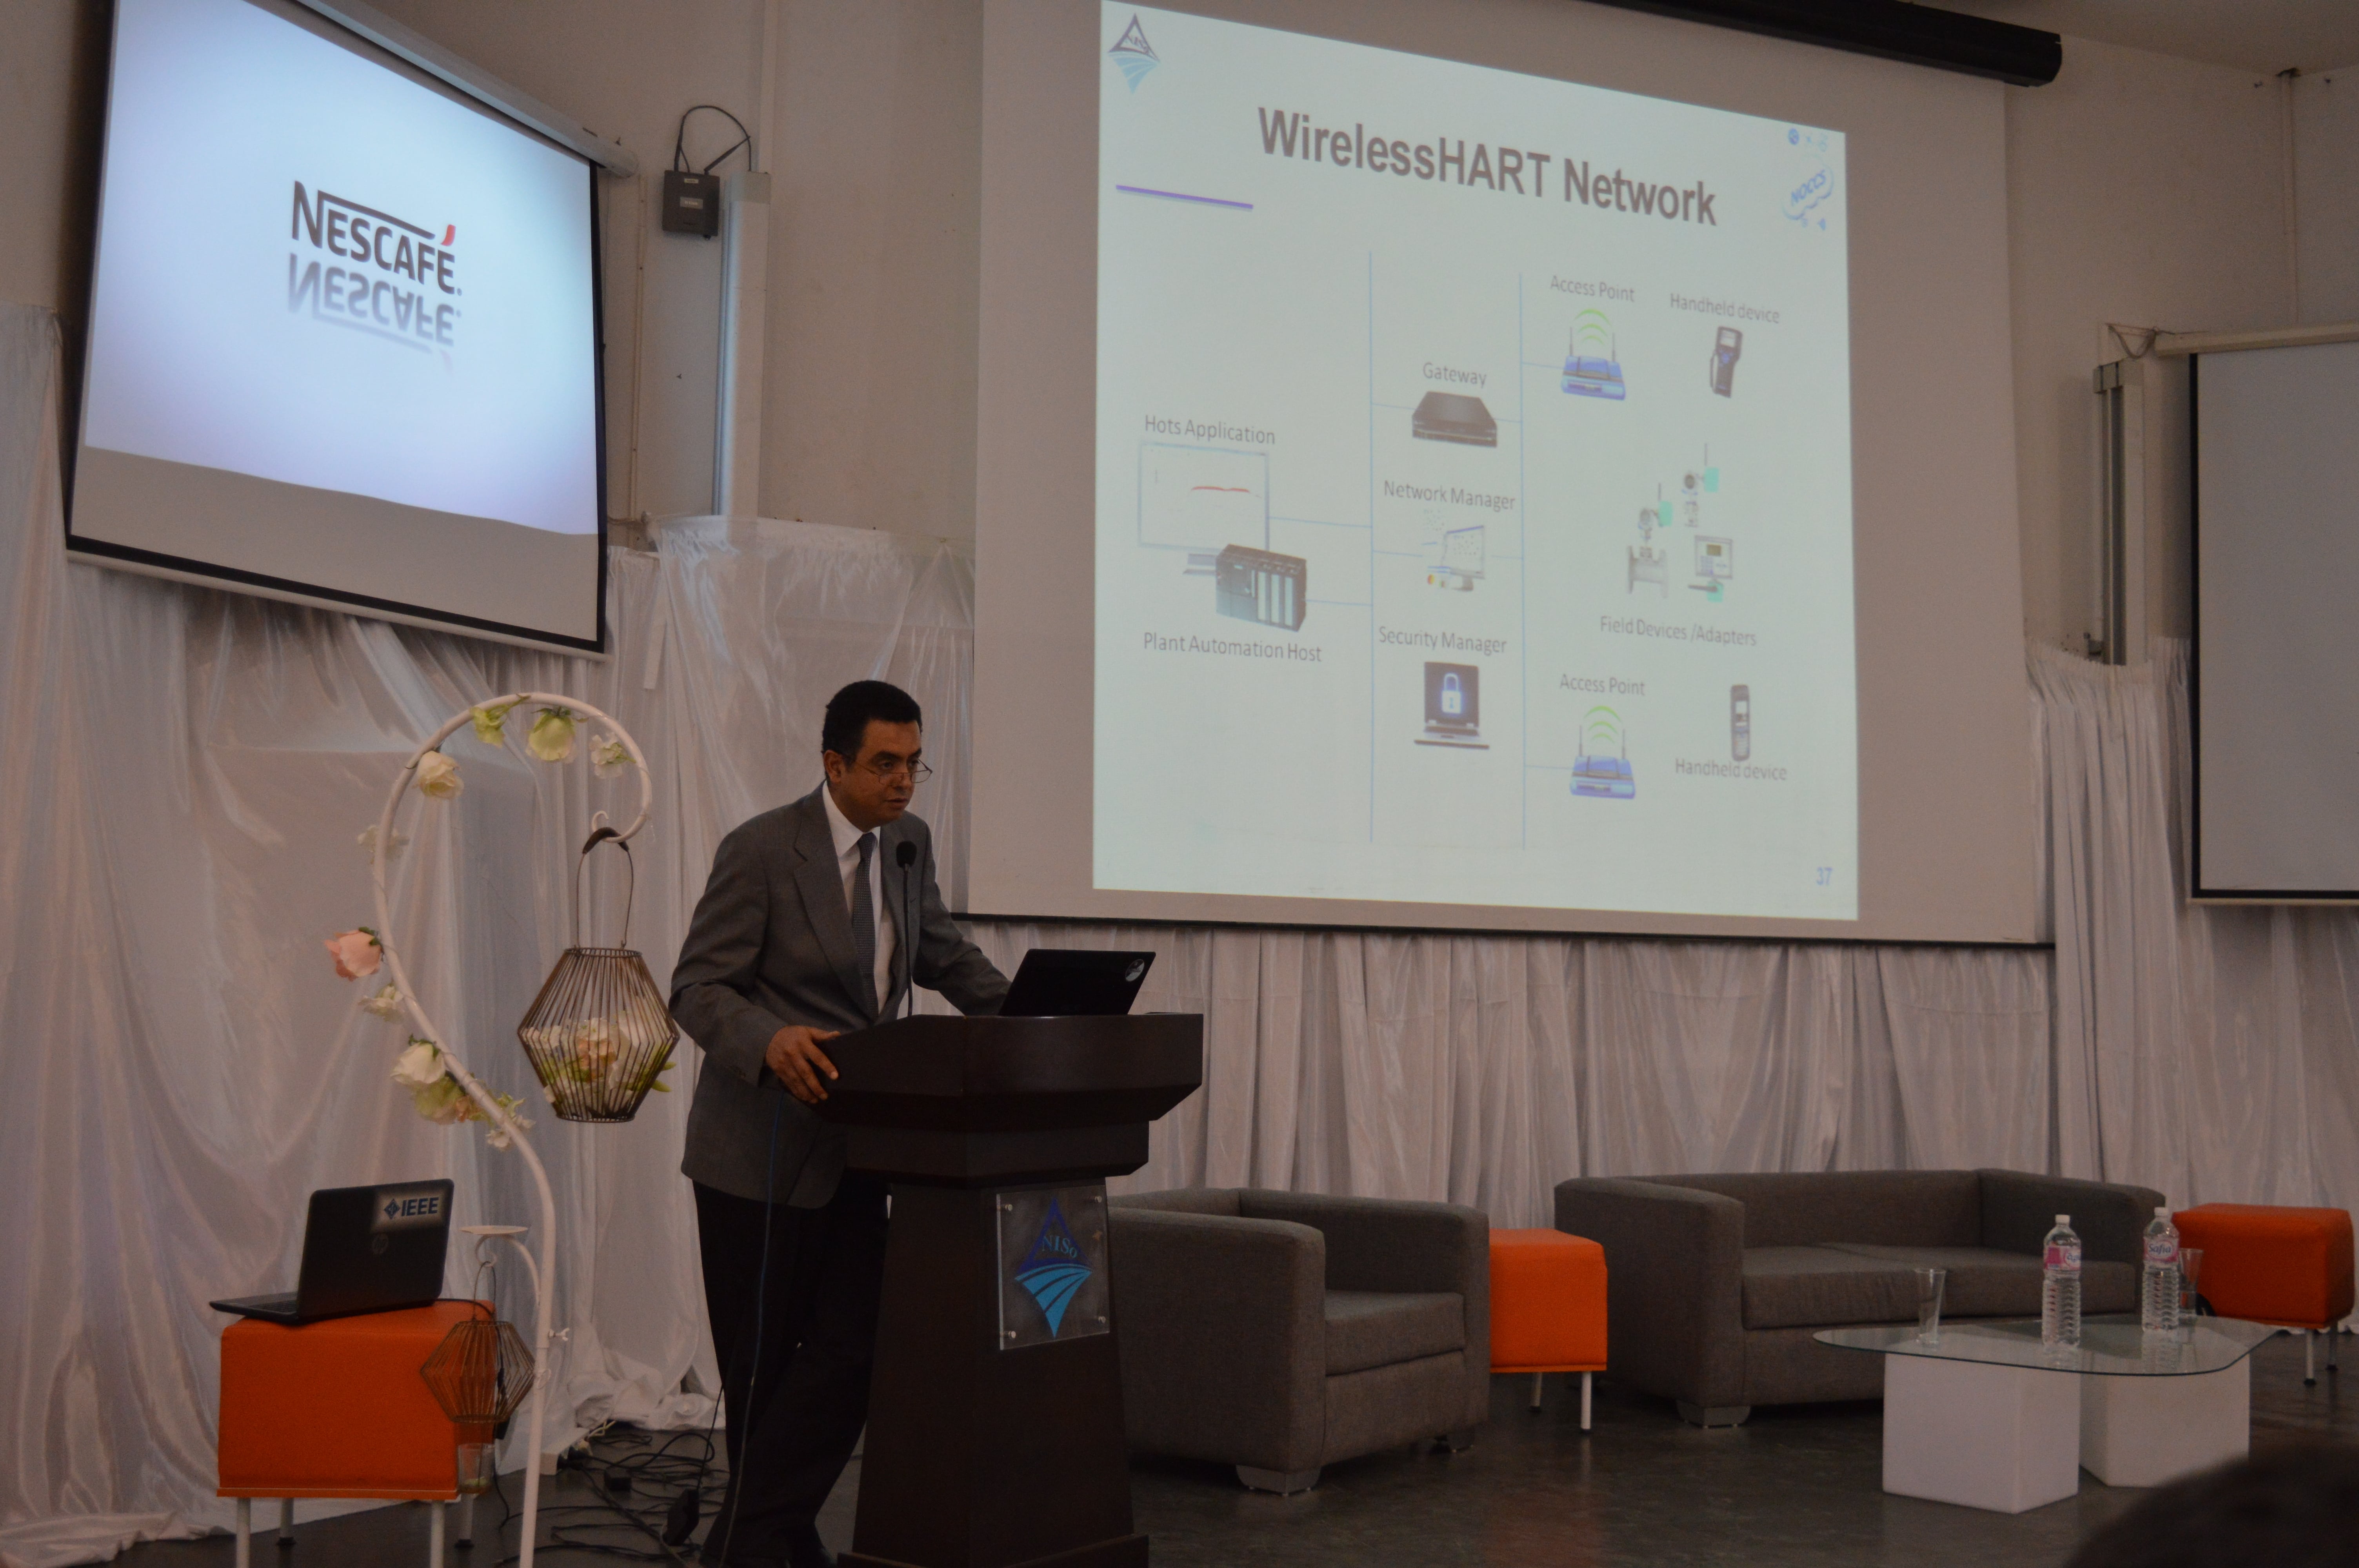 NESCAFÉ.
WirelessHART Network
NOCCS
Access Point
Handheld device
Gateway
Hots Application
Network Manager
Plant Automation Host
Security Manager
Field Devices /Adapters
Access Point
Handheld device
37
IEEE
NISo
Safia